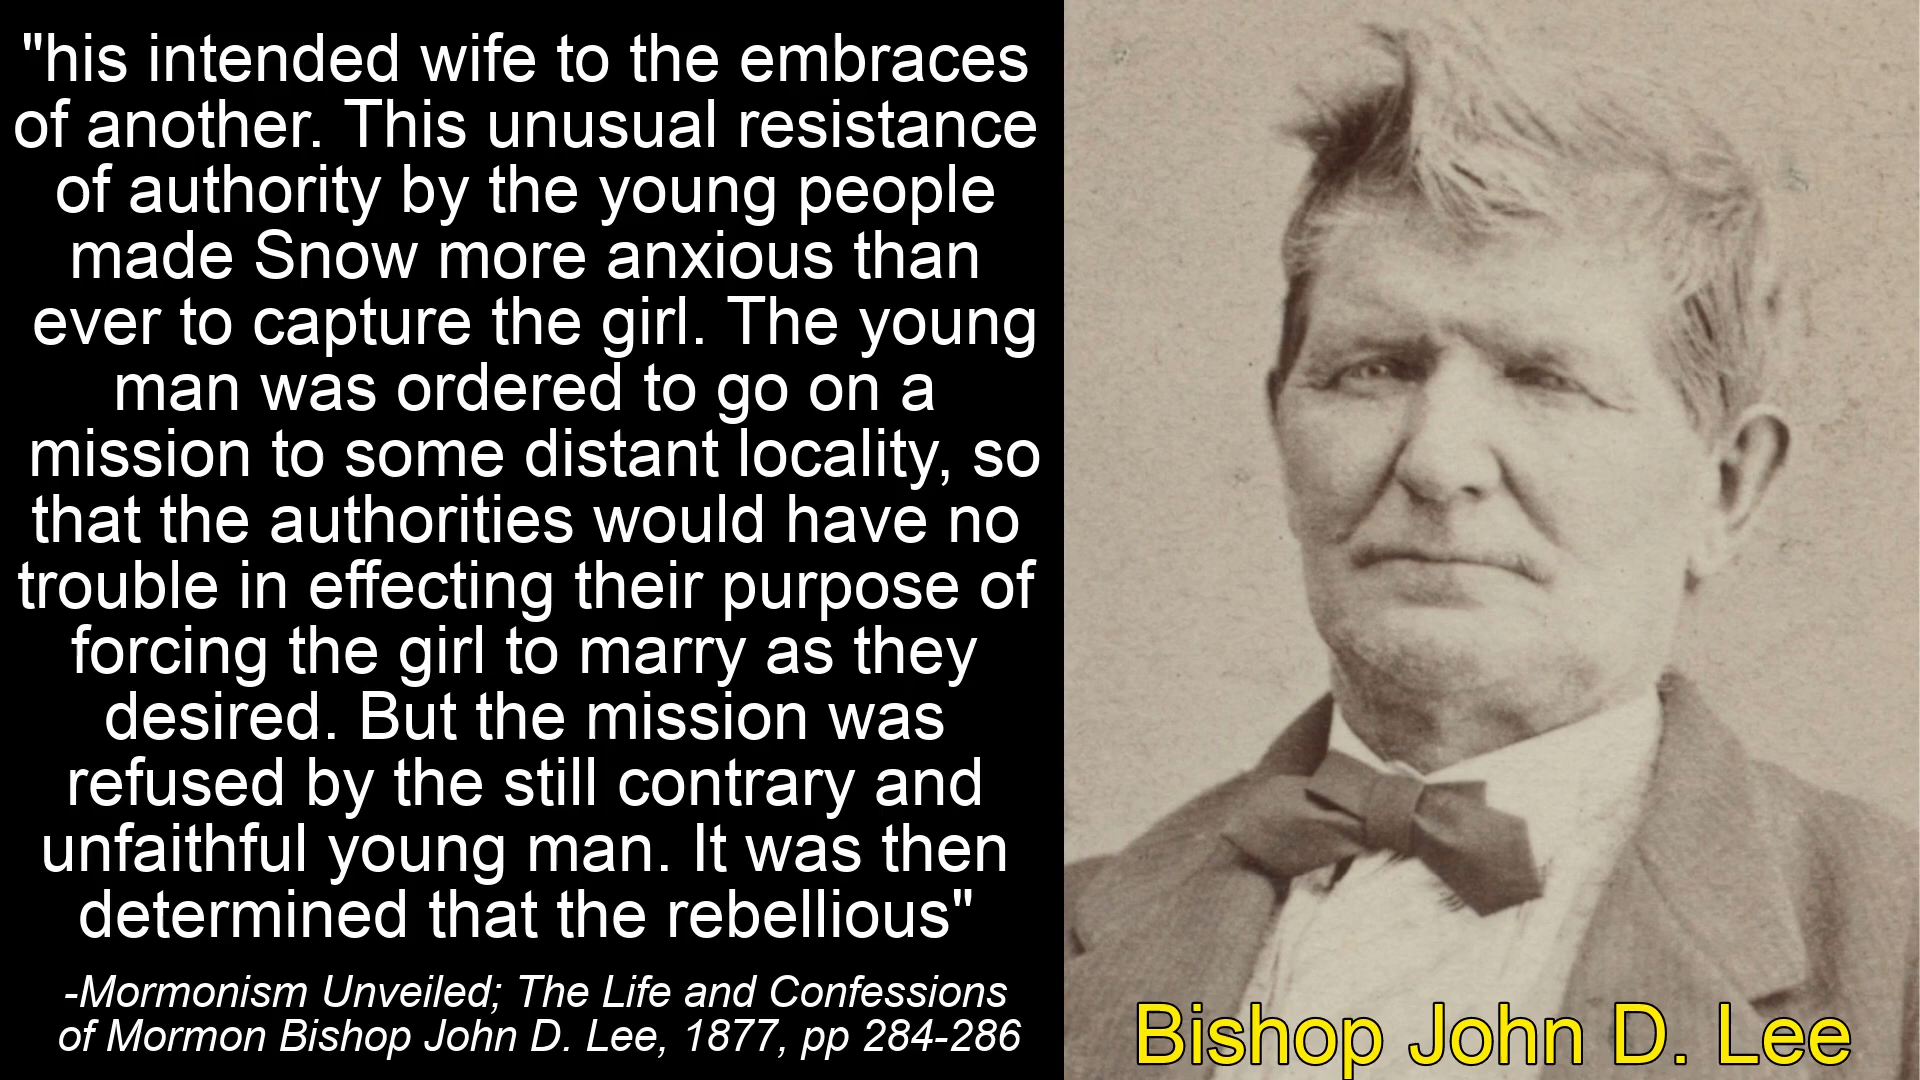 "his intended wife to the embraces
of another. This unusual resistance
of authority by the young people
made Snow more anxious than
ever to capture the girl. The young
man was ordered to go on a
mission to some distant locality, so
that the authorities would have no
trouble in effecting their purpose of
forcing the girl to marry as they
desired. But the mission was
refused by the still contrary and
unfaithful young man. It was then
determined that the rebellious"
-Mormonism Unveiled; The Life and Confessions
of Mormon Bishop John D. Lee, 1877, pp 284-286
Bishop John D. Lee